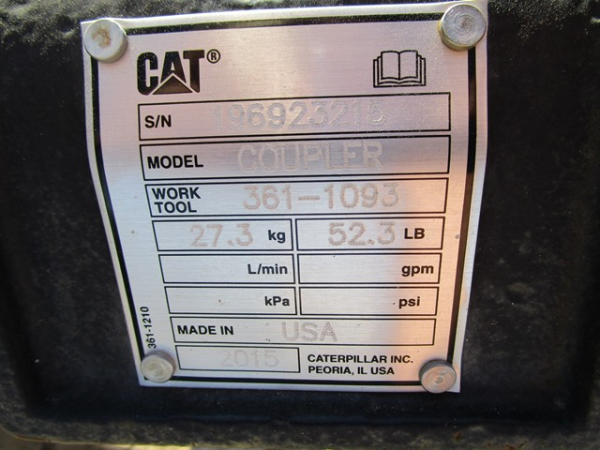 CAT®
S/N 196923215
MODEL COUPLER
WORK TOOL 361-1093
27.3 kg 52.3 LB
L/min gpm
kPa psi
MADE IN USA
2015 CATERPILLAR INC.
PEORIA, IL USA
361-1210